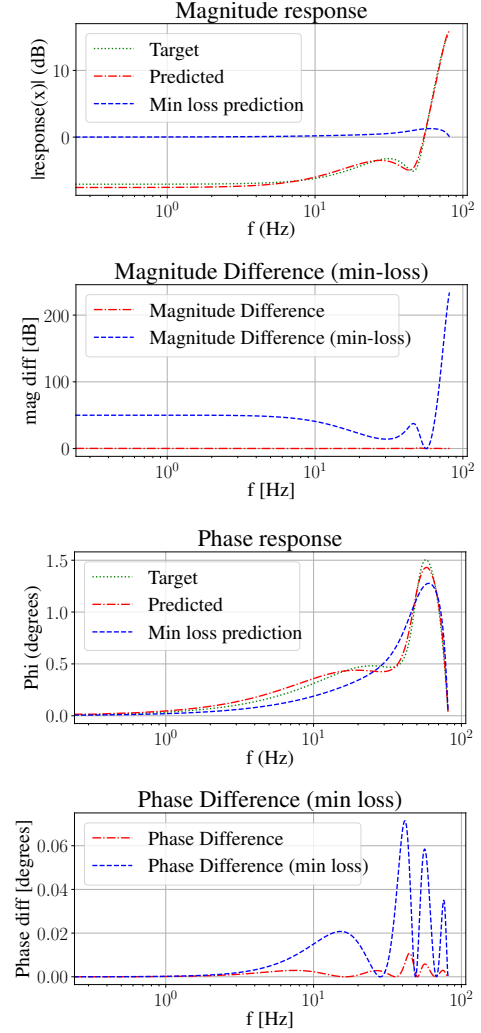 Magnitude response
|response(x)| (dB)
10
0
Target
Predicted
Min loss prediction
10⁰
10¹
10²
f (Hz)
Magnitude Difference (min-loss)
mag diff [dB]
200
100
0
Magnitude Difference
Magnitude Difference (min-loss)
10⁰
10¹
10²
f [Hz]
Phase response
Phi (degrees)
1.5
1.0
0.5
0.0
Target
Predicted
Min loss prediction
10⁰
10¹
10²
f (Hz)
Phase Difference (min loss)
Phase diff [degrees]
0.06
0.04
0.02
0.00
Phase Difference
Phase Difference (min loss)
10⁰
10¹
10²
f [Hz]